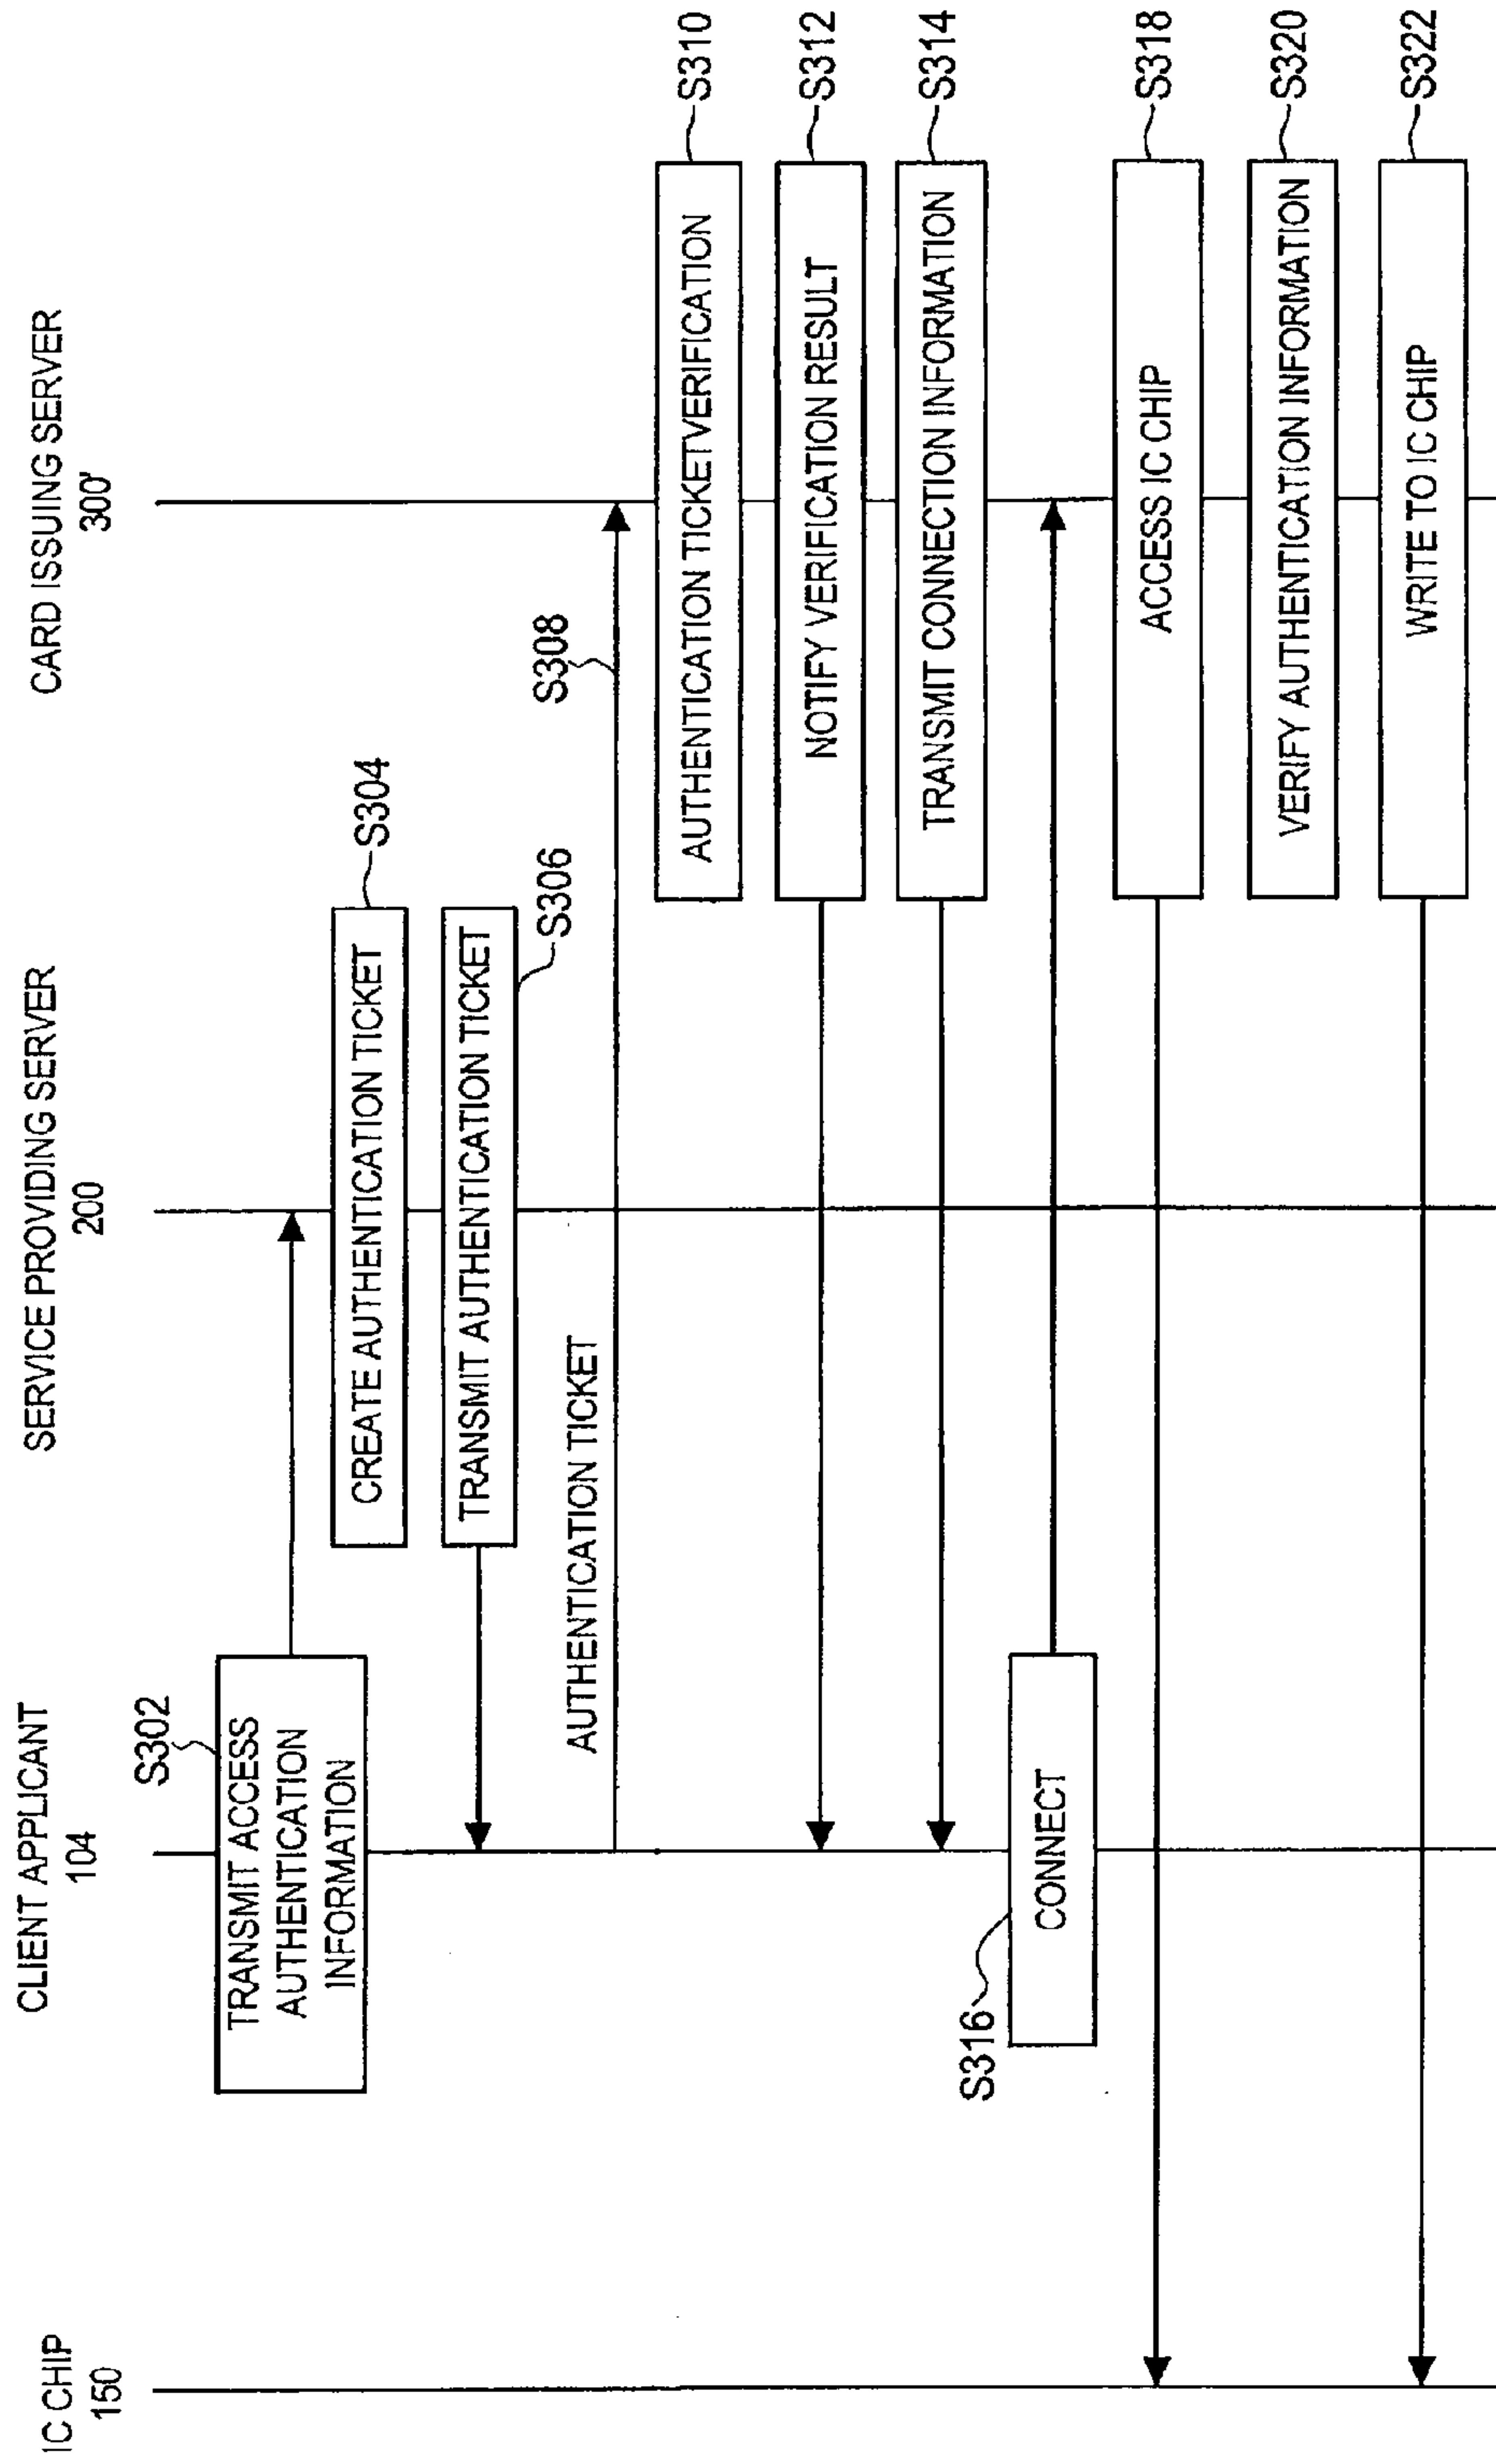 IC CHIP
150
CLIENT APPLICANT
104
SERVICE PROVIDING SERVER
200
CARD ISSUING SERVER
300'
S302
TRANSMIT ACCESS
AUTHENTICATION
INFORMATION
CREATE AUTHENTICATION TICKET
S304
TRANSMIT AUTHENTICATION TICKET
S306
AUTHENTICATION TICKET
S308
AUTHENTICATION TICKETVERIFICATION
S310
NOTIFY VERIFICATION RESULT
S312
TRANSMIT CONNECTION INFORMATION
S314
S316
CONNECT
ACCESS IC CHIP
S318
VERIFY AUTHENTICATION INFORMATION
S320
WRITE TO IC CHIP
S322